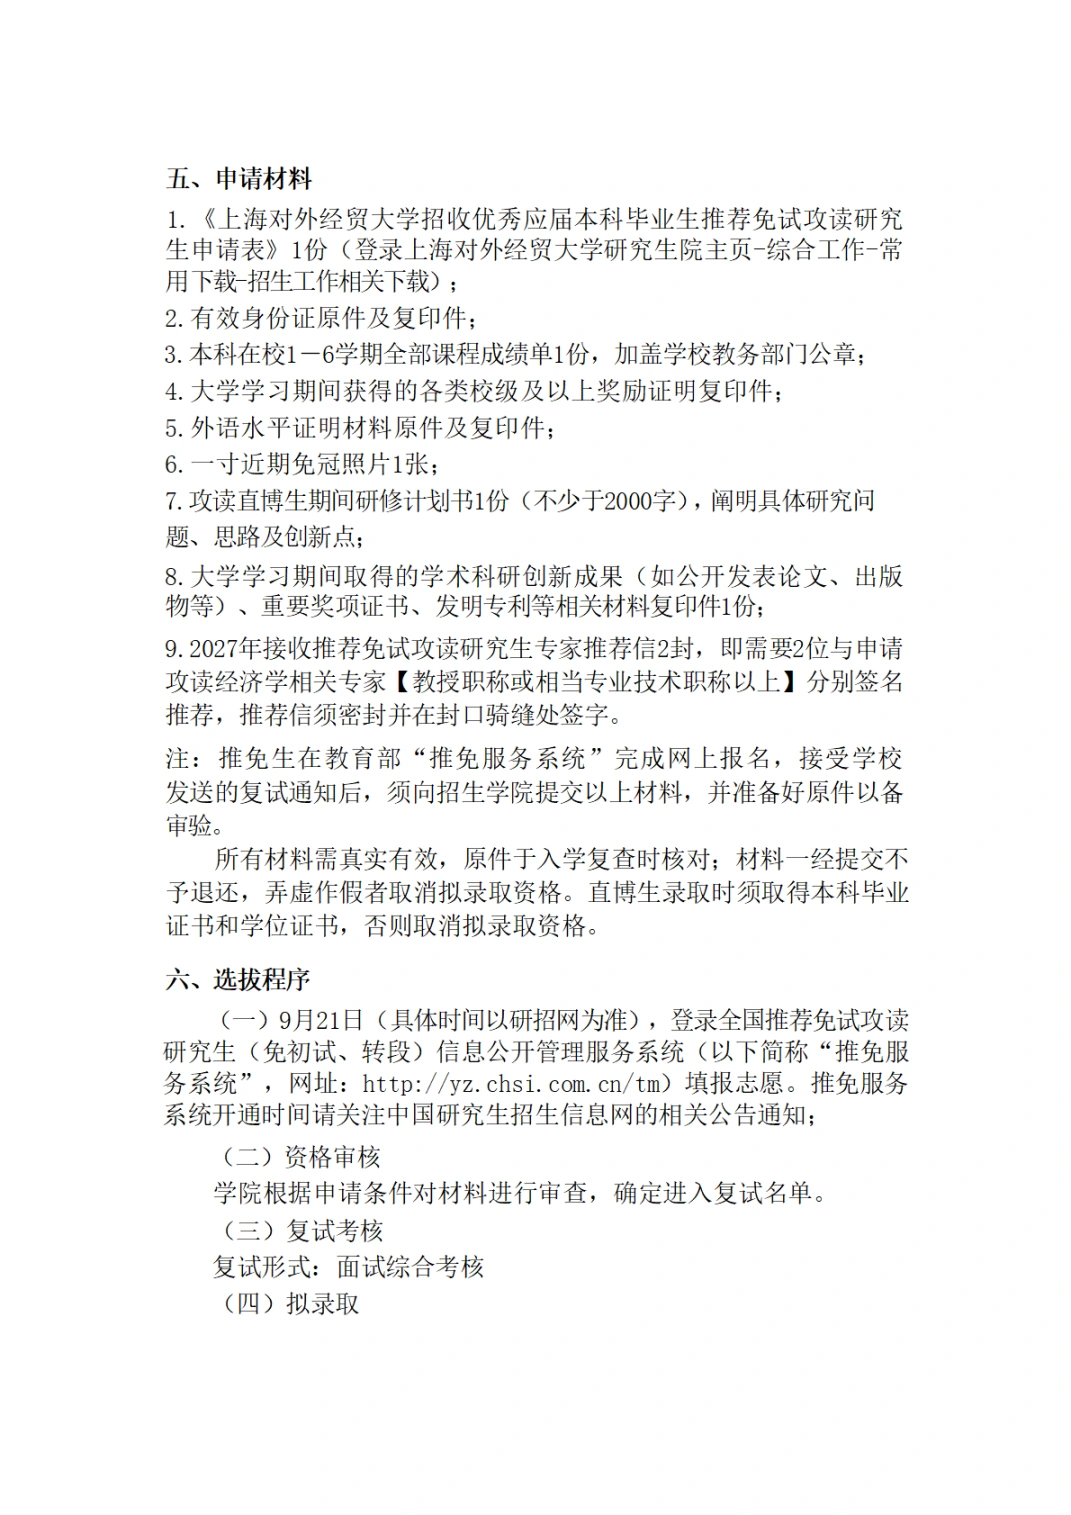 五、申请材料
1.《上海对外经贸大学招收优秀应届本科毕业生推荐免试攻读研究
生申请表》1份（登录上海对外经贸大学研究生院主页-综合工作-常
用下载-招生工作相关下载）；
2.有效身份证原件及复印件；
3.本科在校1－6学期全部课程成绩单1份，加盖学校教务部门公章；
4.大学学习期间获得的各类校级及以上奖励证明复印件；
5.外语水平证明材料原件及复印件；
6.一寸近期免冠照片1张；
7.攻读直博生期间研修计划书1份（不少于2000字），阐明具体研究问
题、思路及创新点；
8.大学学习期间取得的学术科研创新成果（如公开发表论文、出版
物等）、重要奖项证书、发明专利等相关材料复印件1份；
9.2027年接收推荐免试攻读研究生专家推荐信2封，即需要2位与申请
攻读经济学相关专家【教授职称或相当专业技术职称以上】分别签名
推荐，推荐信须密封并在封口骑缝处签字。
注：推免生在教育部“推免服务系统”完成网上报名，接受学校
发送的复试通知后，须向招生学院提交以上材料，并准备好原件以备
审验。
所有材料需真实有效，原件于入学复查时核对；材料一经提交不
予退还，弄虚作假者取消拟录取资格。直博生录取时须取得本科毕业
证书和学位证书，否则取消拟录取资格。
六、选拔程序
（一）9月21日（具体时间以研招网为准），登录全国推荐免试攻读
研究生（免初试、转段）信息公开管理服务系统（以下简称“推免服
务系统”，网址：http://yz.chsi.com.cn/tm）填报志愿。推免服务
系统开通时间请关注中国研究生招生信息网的相关公告通知；
（二）资格审核
学院根据申请条件对材料进行审查，确定进入复试名单。
（三）复试考核
复试形式：面试综合考核
（四）拟录取